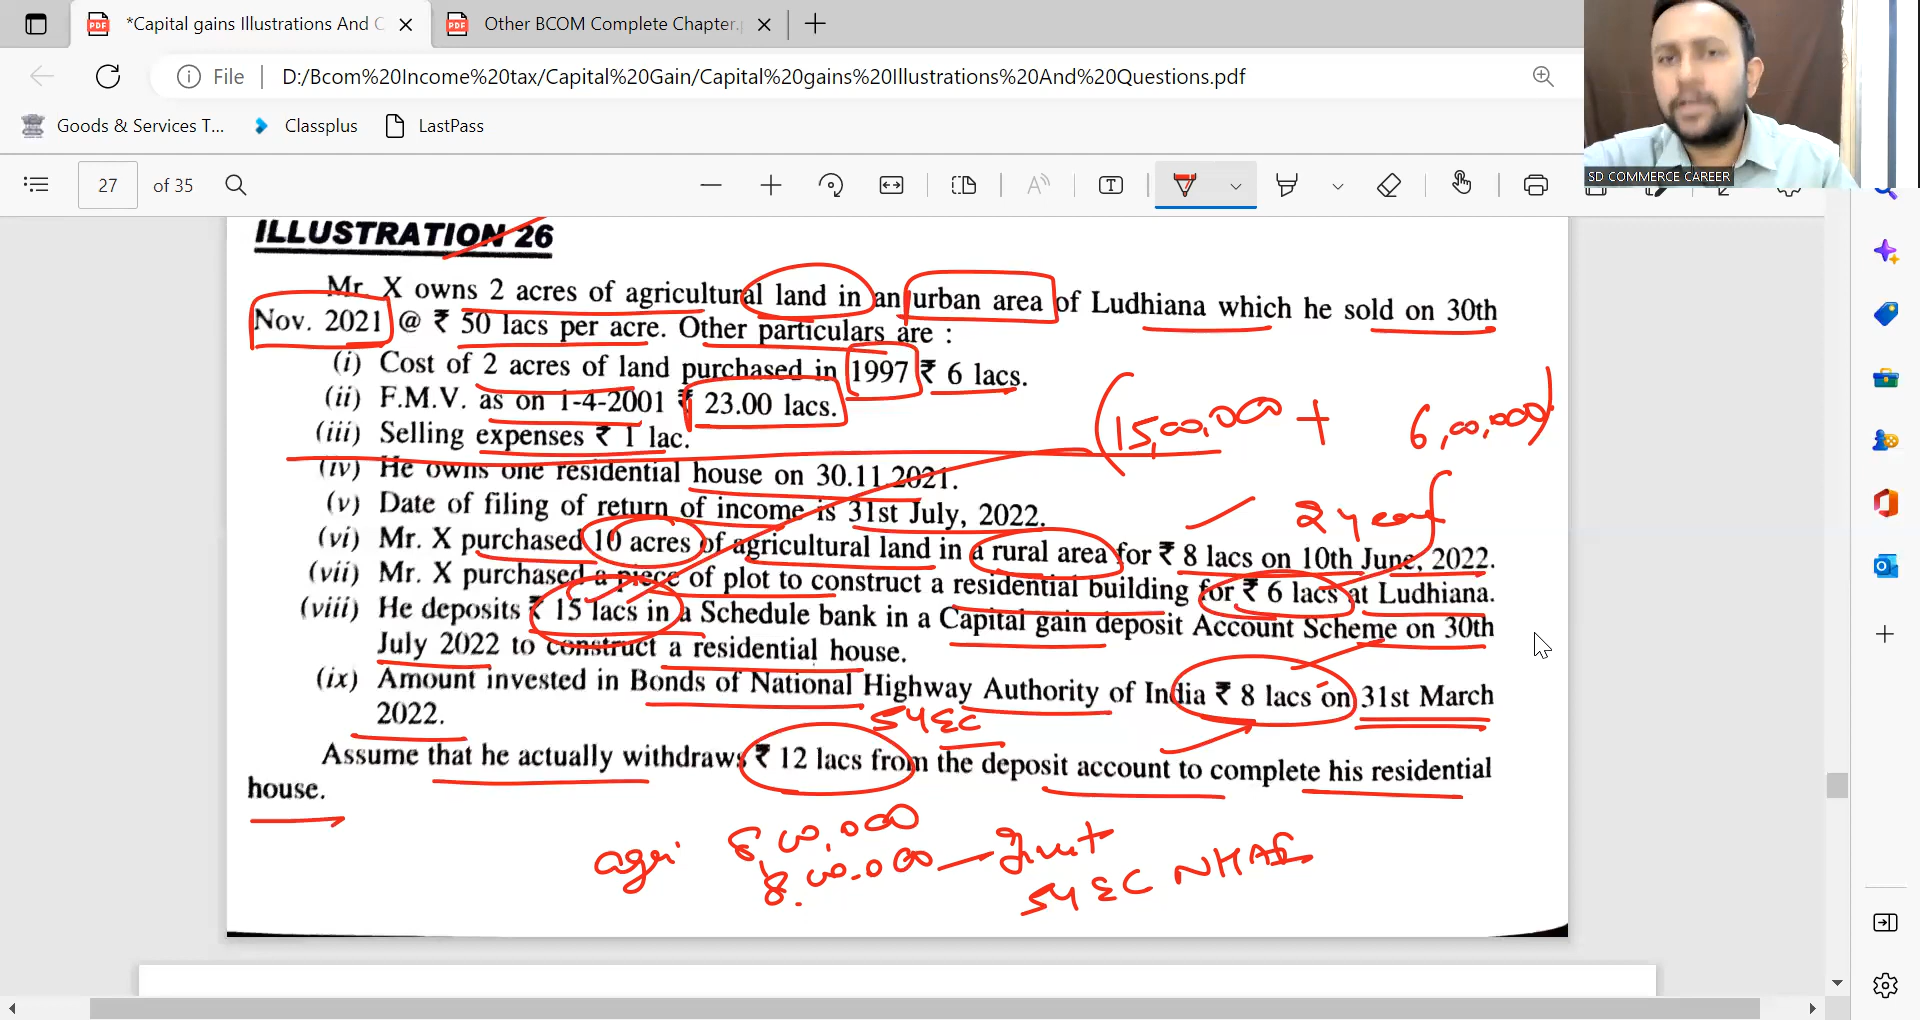 *Capital gains Illustrations And C
Other BCOM Complete Chapter.
File
D:/Bcom%20Income%20tax/Capital%20Gain/Capital%20gains%20Illustrations%20And%20Questions.pdf
Goods & Services T...
Classplus
LastPass
27 of 35
SD COMMERCE CAREER
ILLUSTRATION 26
Mr. X owns 2 acres of agricultural land in an urban area of Ludhiana which he sold on 30th
Nov. 2021 @ ₹ 50 lacs per acre. Other particulars are :
(i) Cost of 2 acres of land purchased in 1997 ₹ 6 lacs.
(ii) F.M.V. as on 1-4-2001 ₹ 23.00 lacs.
(15,00,000 + 6,00,000)
(iii) Selling expenses ₹ 1 lac.
(iv) He owns one residential house on 30.11.2021.
(v) Date of filing of return of income is 31st July, 2022.
2 year
(vi) Mr. X purchased 10 acres of agricultural land in a rural area for ₹ 8 lacs on 10th June, 2022.
(vii) Mr. X purchased a piece of plot to construct a residential building for ₹ 6 lacs at Ludhiana.
(viii) He deposits ₹ 15 lacs in a Schedule bank in a Capital gain deposit Account Scheme on 30th
July 2022 to construct a residential house.
(ix) Amount invested in Bonds of National Highway Authority of India ₹ 8 lacs on 31st March
2022.
54EC
Assume that he actually withdraws ₹ 12 lacs from the deposit account to complete his residential
house.
agri 8,00,000
8,00,000
54EC NHAI